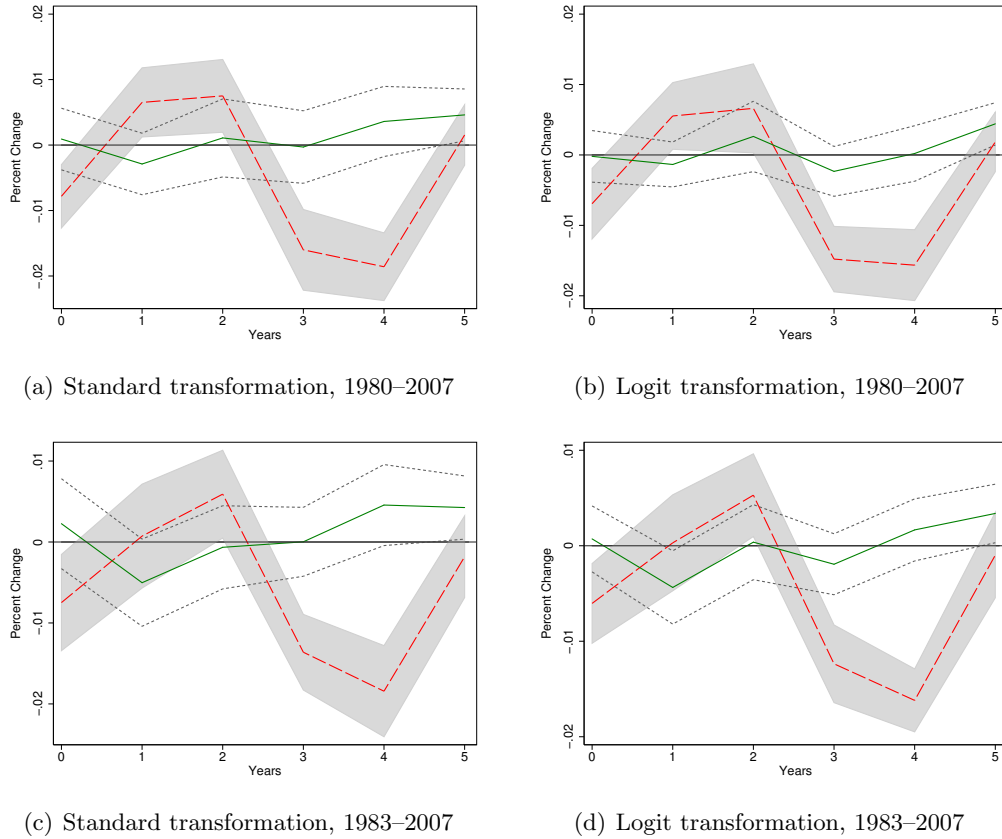 .02
.01
0
-.01
-.02
Percent Change
0 1 2 3 4 5
Years
(a) Standard transformation, 1980–2007
.02
.01
0
-.01
-.02
Percent Change
0 1 2 3 4 5
Years
(b) Logit transformation, 1980–2007
.01
0
-.01
-.02
Percent Change
0 1 2 3 4 5
Years
(c) Standard transformation, 1983–2007
.01
0
-.01
-.02
Percent Change
0 1 2 3 4 5
Years
(d) Logit transformation, 1983–2007